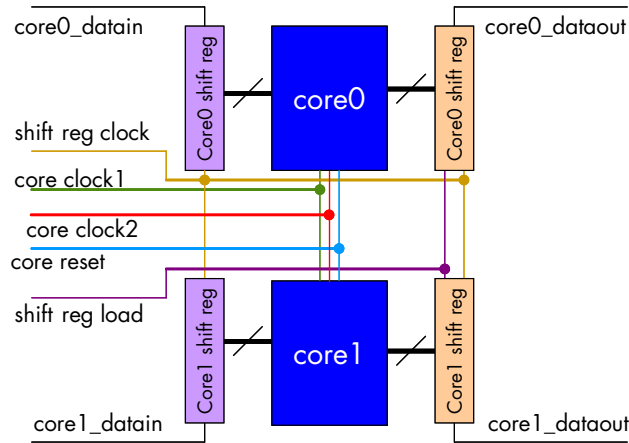 core0_datain
core0_dataout
Core0 shift reg
core0
Core0 shift reg
shift reg clock
core clock1
core clock2
core reset
shift reg load
Core1 shift reg
core1
Core1 shift reg
core1_datain
core1_dataout